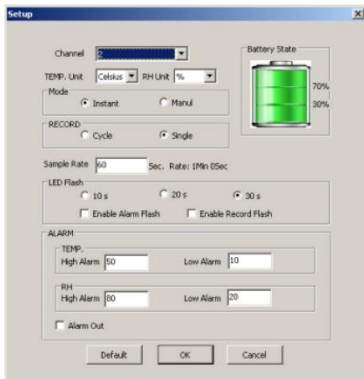 Setup
Channel 2
Battery State
TEMP. Unit Celsius RH Unit %
70%
30%
Mode
Instant Manul
RECORD
Cycle Single
Sample Rate 60 Sec. Rate: 1Min 0Sec
LED Flash
10 s 20 s 30 s
Enable Alarm Flash Enable Record Flash
ALARM
TEMP.
High Alarm 50 Low Alarm 10
RH
High Alarm 80 Low Alarm 20
Alarm Out
Default OK Cancel